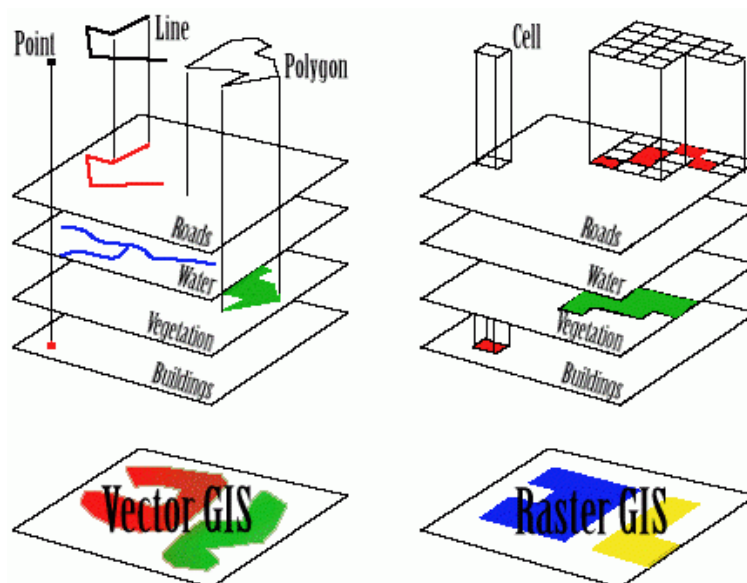 Point
Line
Polygon
Roads
Water
Vegetation
Buildings
Vector GIS
Cell
Roads
Water
Vegetation
Buildings
Raster GIS